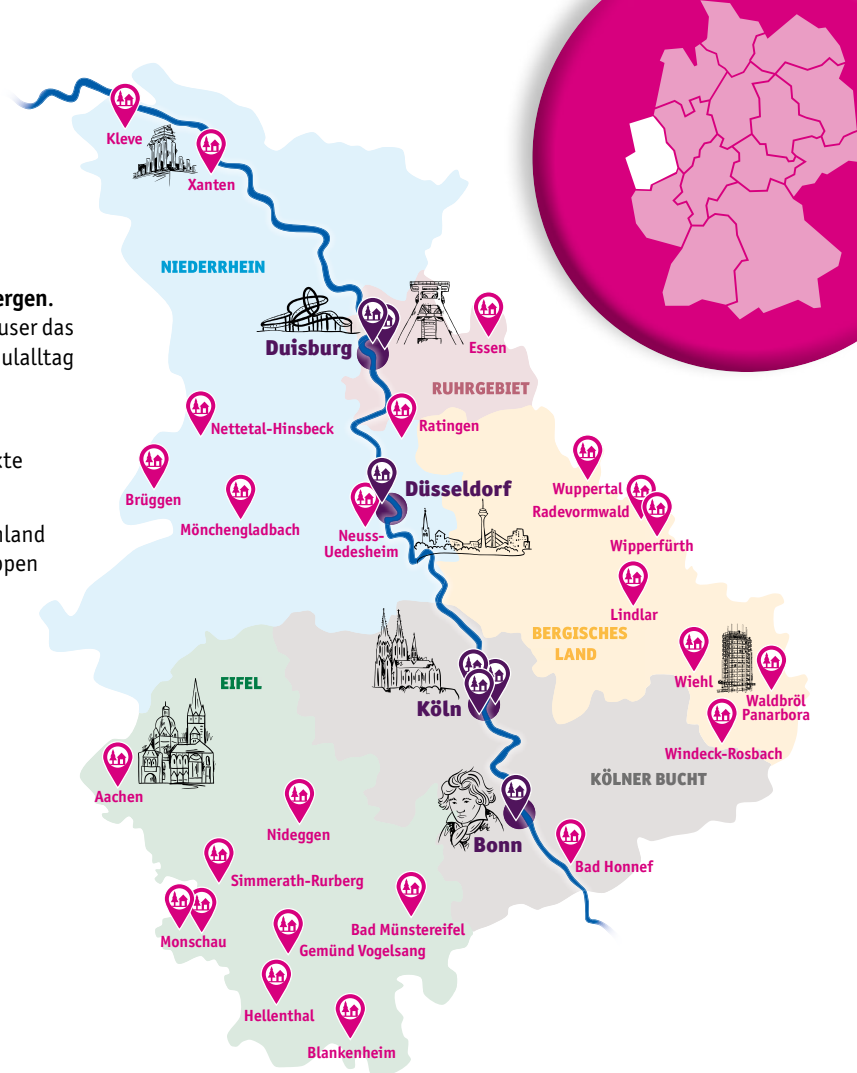 Kleve
Xanten
NIEDERRHEIN
ergen.
user das
ulalltag
Duisburg
Essen
RUHRGEBIET
Nettetal-Hinsbeck
Ratingen
kte
Brüggen
Mönchengladbach
Düsseldorf
Neuss-
Uedesheim
Wuppertal
Radevormwald
Wipperfürth
nland
ppen
Lindlar
BERGISCHES
LAND
Wiehl
Waldbröl
Panarbora
Windeck-Rosbach
EIFEL
Köln
KÖLNER BUCHT
Aachen
Nideggen
Bonn
Bad Honnef
Simmerath-Rurberg
Monschau
Bad Münstereifel
Gemünd Vogelsang
Hellenthal
Blankenheim